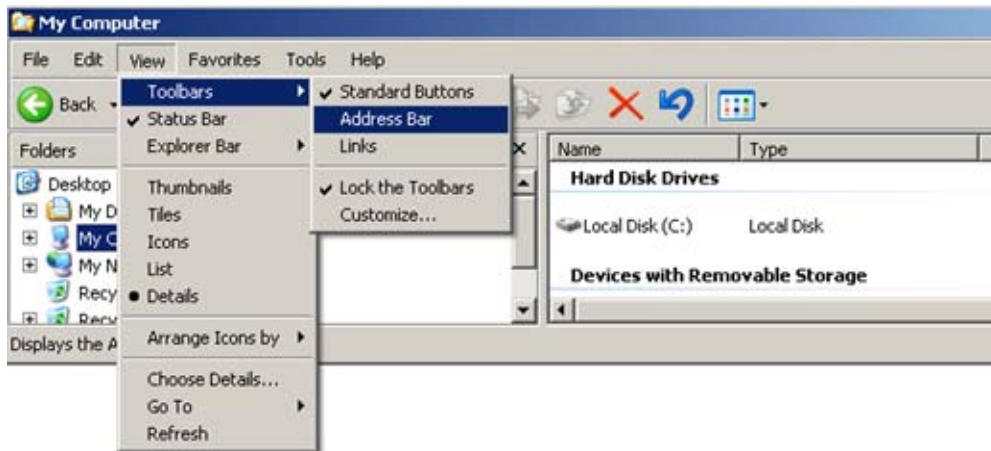 My Computer
File Edit View Favorites Tools Help
Back
Toolbars
Status Bar
Explorer Bar
Thumbnails
Tiles
Icons
List
Details
Arrange Icons by
Choose Details...
Go To
Refresh
Standard Buttons
Address Bar
Links
Lock the Toolbars
Customize...
Folders
Desktop
My D
My C
My N
Recy
Recy
Name Type
Hard Disk Drives
Local Disk (C:) Local Disk
Devices with Removable Storage
Displays the A